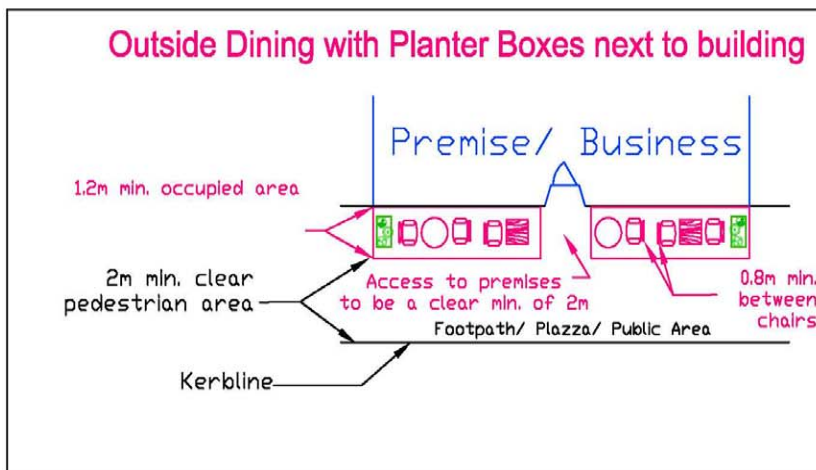 Outside Dining with Planter Boxes next to building
Premise/ Business
1.2m min. occupied area
2m min. clear
pedestrian area
Access to premises
to be a clear min. of 2m
0.8m min.
between
chairs
Footpath/ Plazza/ Public Area
Kerbline